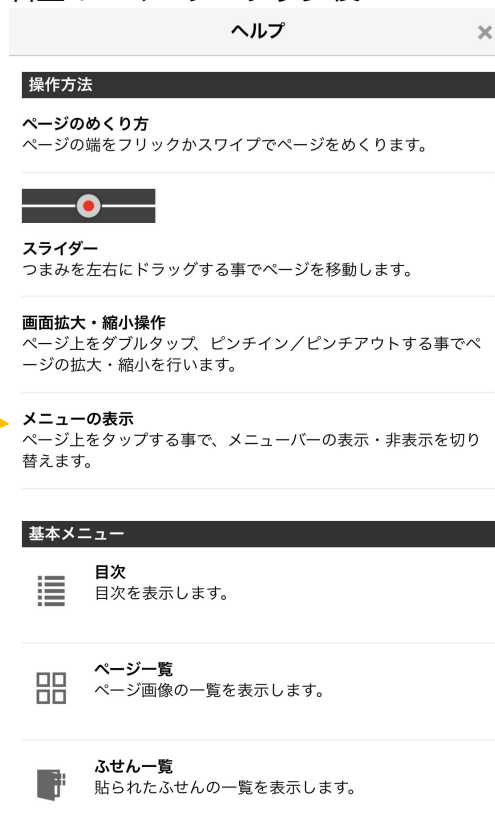 ヘルプ
操作方法
ページのめくり方
ページの端をフリックかスワイプでページをめくります。
スライダー
つまみを左右にドラッグする事でページを移動します。
画面拡大・縮小操作
ページ上をダブルタップ、ピンチイン／ピンチアウトする事でペ
ージの拡大・縮小を行います。
メニューの表示
ページ上をタップする事で、メニューバーの表示・非表示を切り
替えます。
基本メニュー
目次
目次を表示します。
ページ一覧
ページ画像の一覧を表示します。
ふせん一覧
貼られたふせんの一覧を表示します。